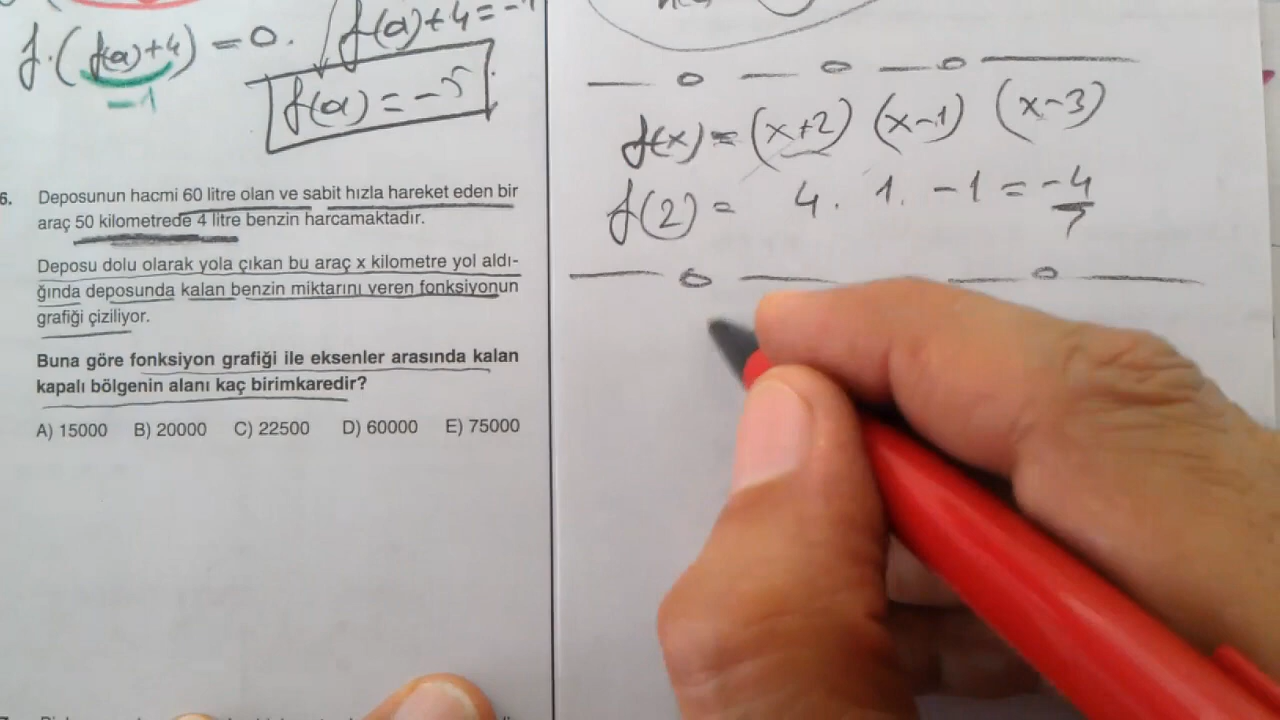 f(a)+4=-1
f.(f(a)+4)=0.
-1
f(a)=-5
6. Deposunun hacmi 60 litre olan ve sabit hızla hareket eden bir
araç 50 kilometrede 4 litre benzin harcamaktadır.
Deposu dolu olarak yola çıkan bu araç x kilometre yol aldı-
ğında deposunda kalan benzin miktarını veren fonksiyonun
grafiği çiziliyor.
Buna göre fonksiyon grafiği ile eksenler arasında kalan
kapalı bölgenin alanı kaç birimkaredir?
A) 15000 B) 20000 C) 22500 D) 60000 E) 75000
f(x)=(x+2) (x-1) (x-3)
f(2)= 4. 1. -1 = -4